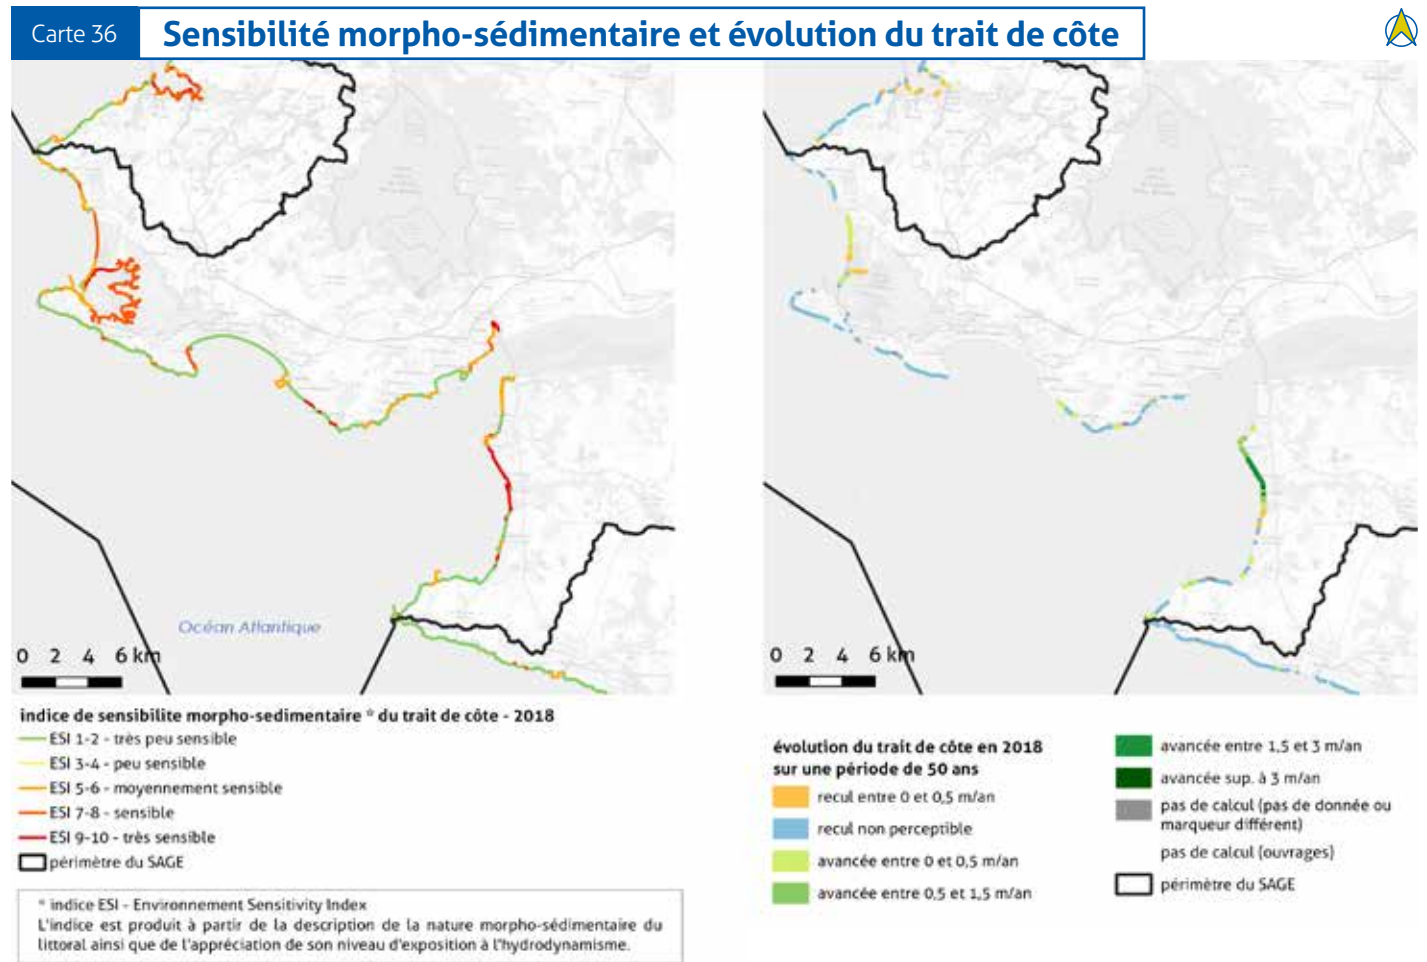 Carte 36
Sensibilité morpho-sédimentaire et évolution du trait de côte
Océan Atlantique
0 2 4 6 km
0 2 4 6 km
indice de sensibilite morpho-sedimentaire * du trait de côte - 2018
ESI 1-2 - très peu sensible
ESI 3-4 - peu sensible
ESI 5-6 - moyennement sensible
ESI 7-8 - sensible
ESI 9-10 - très sensible
périmètre du SAGE
* indice ESI - Environnement Sensitivity Index
L'indice est produit à partir de la description de la nature morpho-sédimentaire du
littoral ainsi que de l'appréciation de son niveau d'exposition à l'hydrodynamisme.
évolution du trait de côte en 2018
sur une période de 50 ans
recul entre 0 et 0,5 m/an
recul non perceptible
avancée entre 0 et 0,5 m/an
avancée entre 0,5 et 1,5 m/an
avancée entre 1,5 et 3 m/an
avancée sup. à 3 m/an
pas de calcul (pas de donnée ou
marqueur différent)
pas de calcul (ouvrages)
périmètre du SAGE